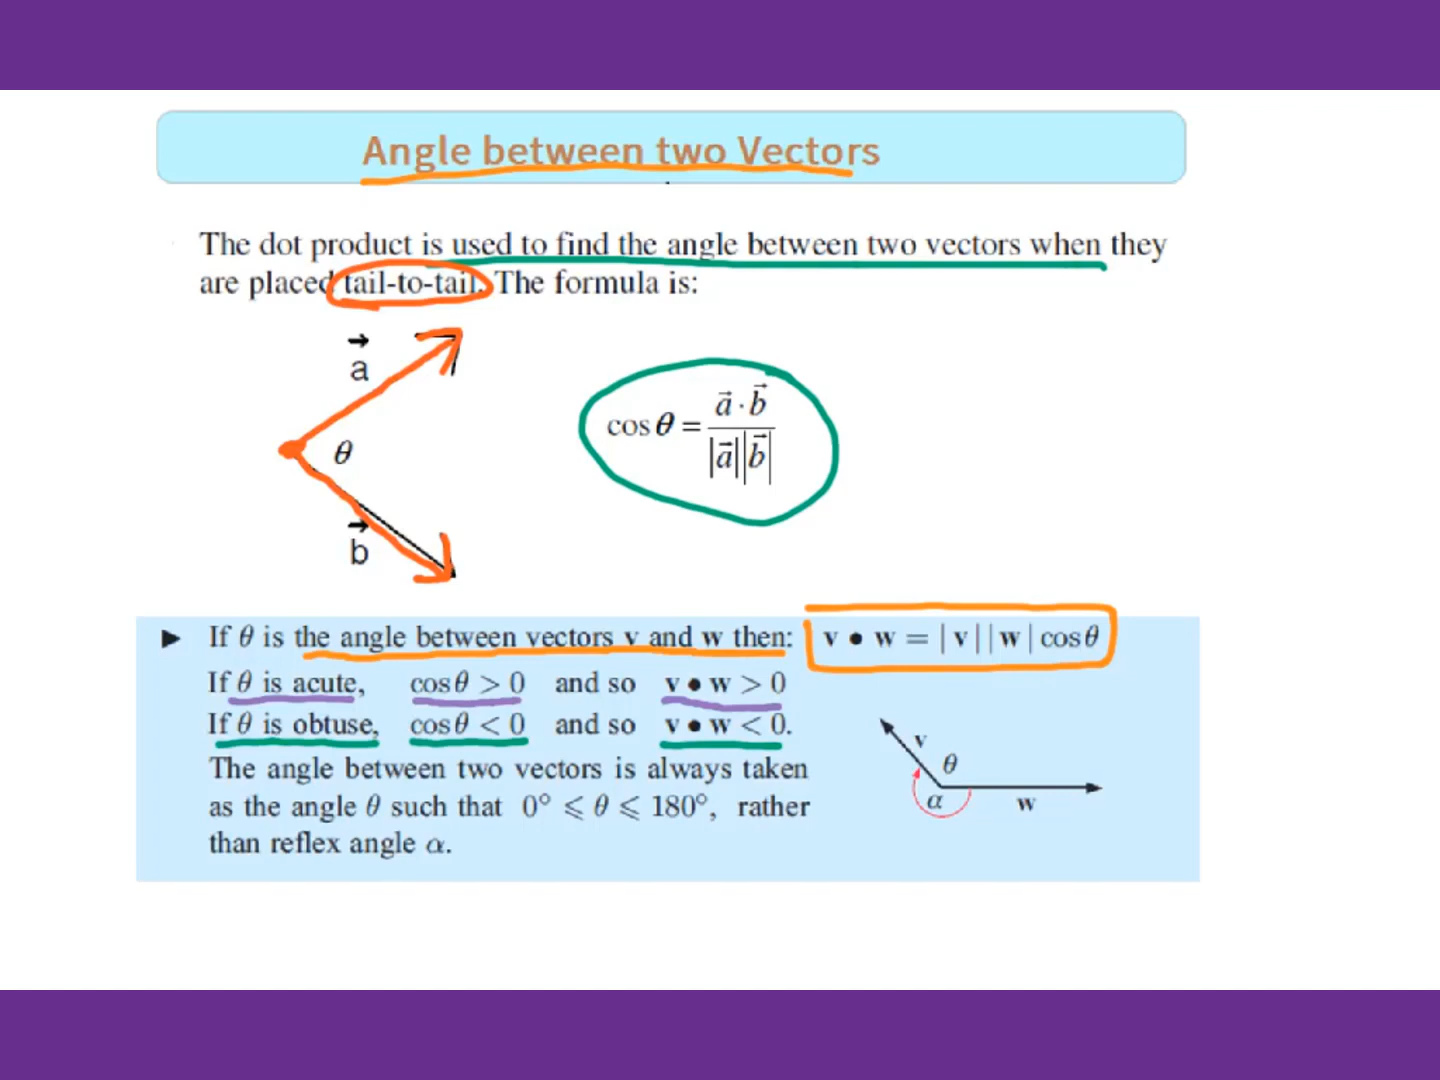 Angle between two Vectors
The dot product is used to find the angle between two vectors when they
are placed tail-to-tail. The formula is:
a⃗
θ
b⃗
cos θ = a⃗ · b⃗ / |a⃗||b⃗|
► If θ is the angle between vectors v and w then: v • w = | v | | w | cos θ
If θ is acute, cos θ > 0 and so v • w > 0
If θ is obtuse, cos θ < 0 and so v • w < 0.
The angle between two vectors is always taken
as the angle θ such that 0° ⩽ θ ⩽ 180°, rather
than reflex angle α.
v
θ
α
w